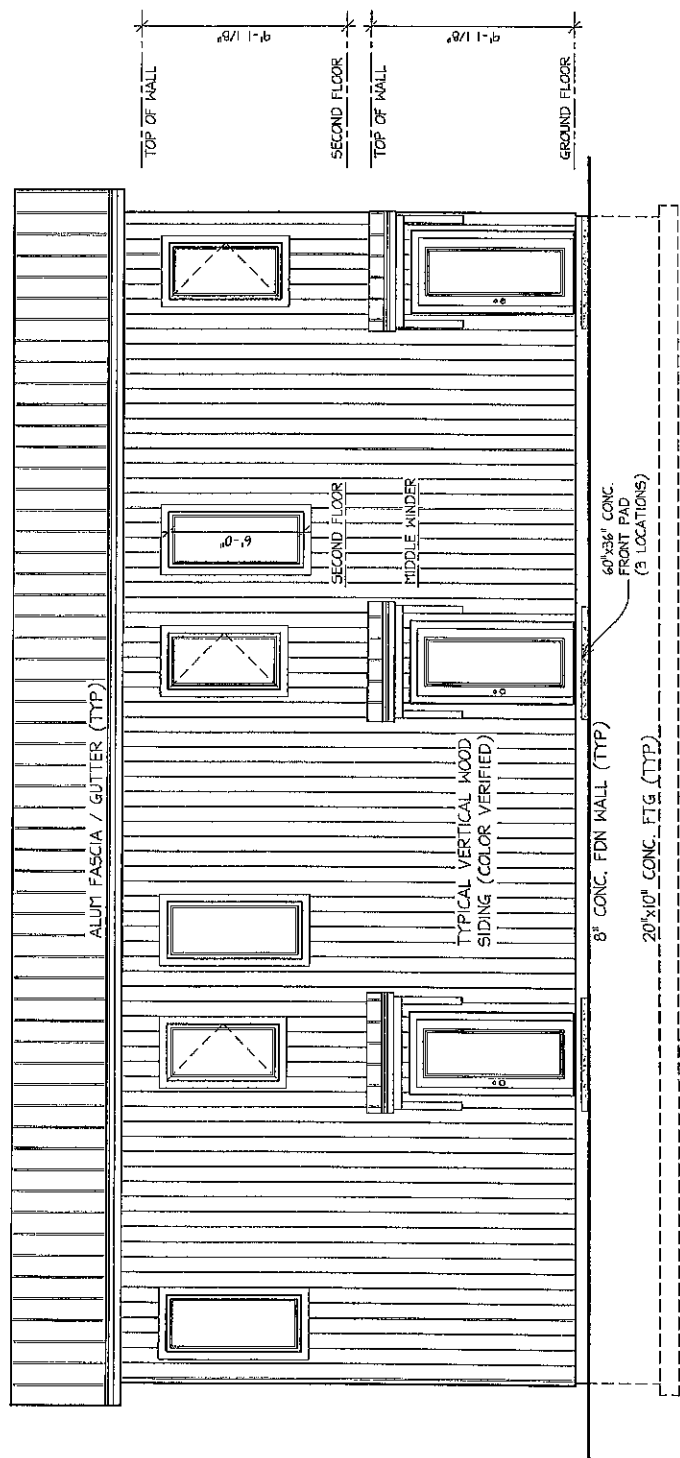 ALUM FASCIA / GUTTER (TYP)
TOP OF WALL
9'-1 1/8"
SECOND FLOOR
TOP OF WALL
9'-1 1/8"
GROUND FLOOR
6'-0"
SECOND FLOOR
MIDDLE WINDER
TYPICAL VERTICAL WOOD
SIDING (COLOR VERIFIED)
8" CONC. FDN WALL (TYP)
20"x10" CONC. FTG (TYP)
60"x36" CONC.
FRONT PAD
(3 LOCATIONS)